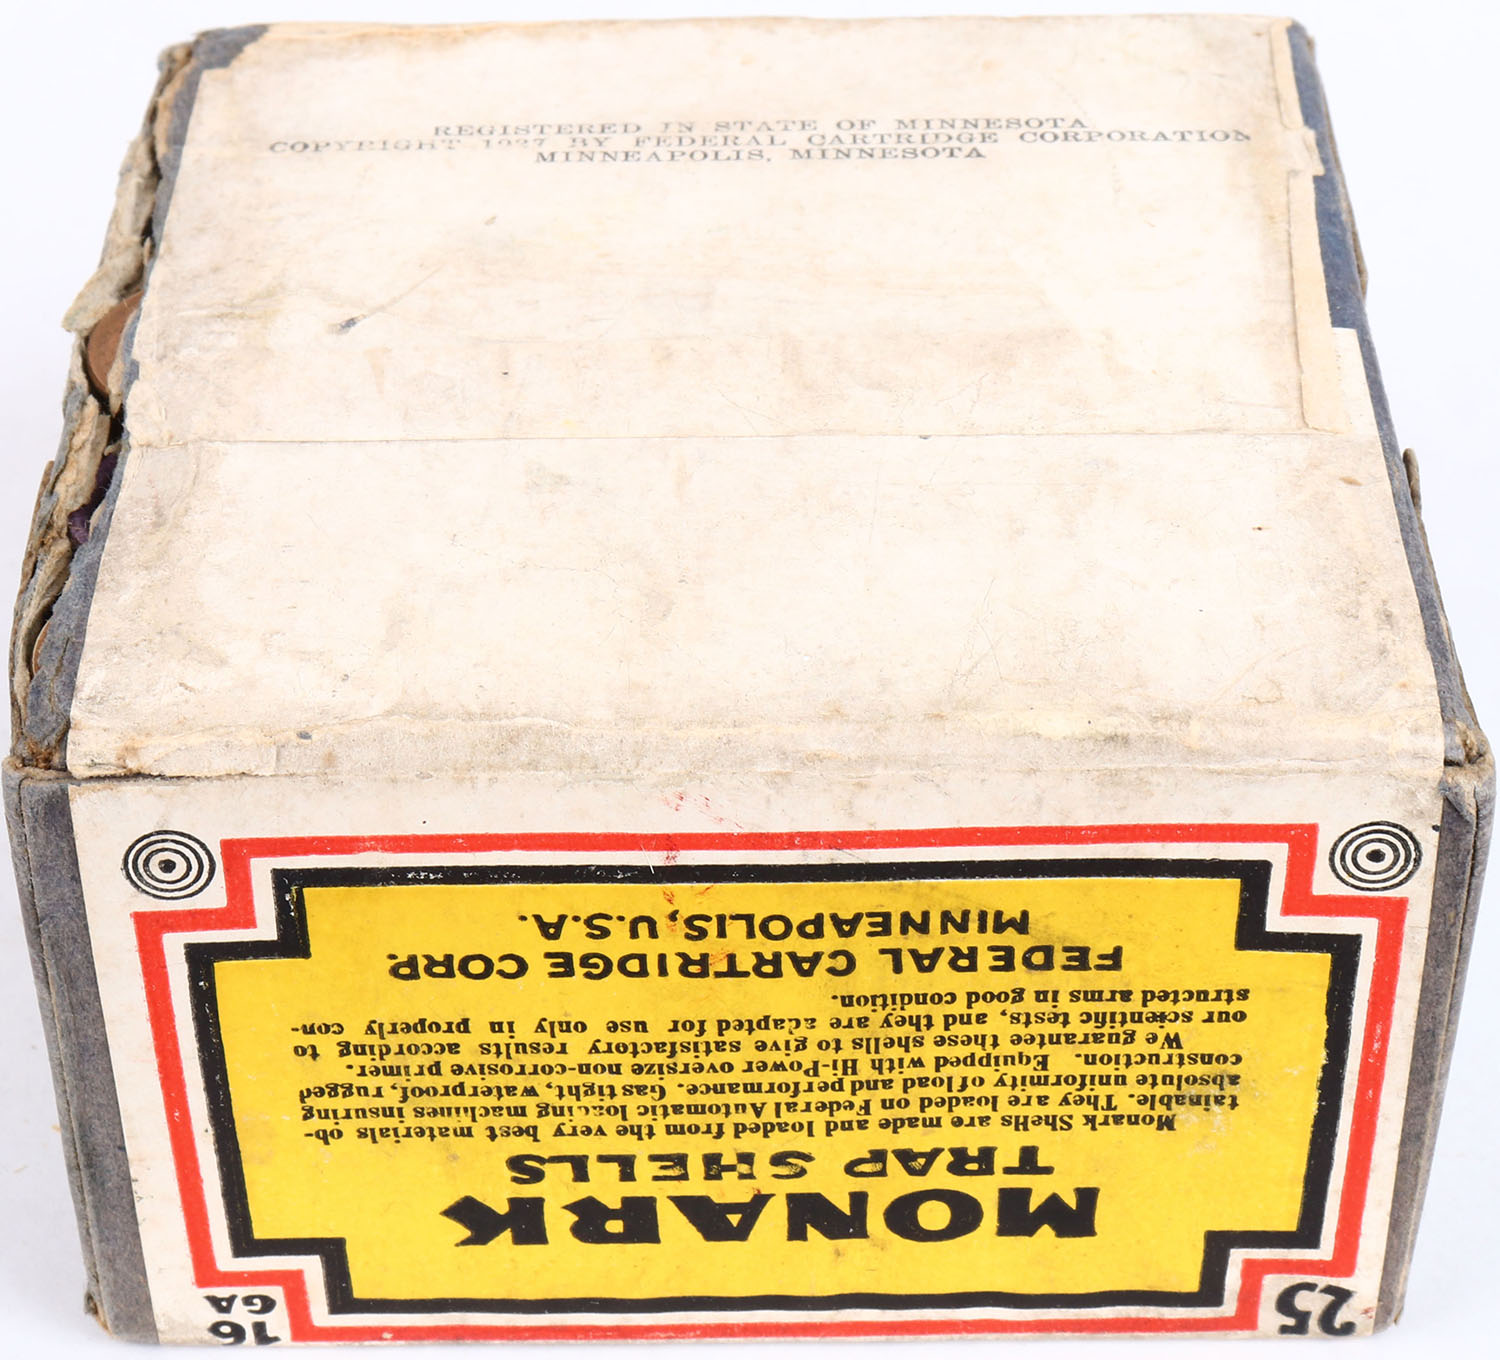 REGISTERED IN STATE OF MINNESOTA.
COPYRIGHT 1927 BY FEDERAL CARTRIDGE CORPORATION
MINNEAPOLIS, MINNESOTA
16
GA
25
MONARK
TRAP SHELLS
Monark Shells are made and loaded from the very best materials ob-
tainable. They are loaded on Federal Automatic loading machines insuring
absolute uniformity of load and performance. Gas tight, waterproof, rugged
construction. Equipped with Hi-Power oversize non-corrosive primer.
We guarantee these shells to give satisfactory results according to
our scientific tests, and they are adapted for use only in properly con-
structed arms in good condition.
FEDERAL CARTRIDGE CORP.
MINNEAPOLIS, U.S.A.